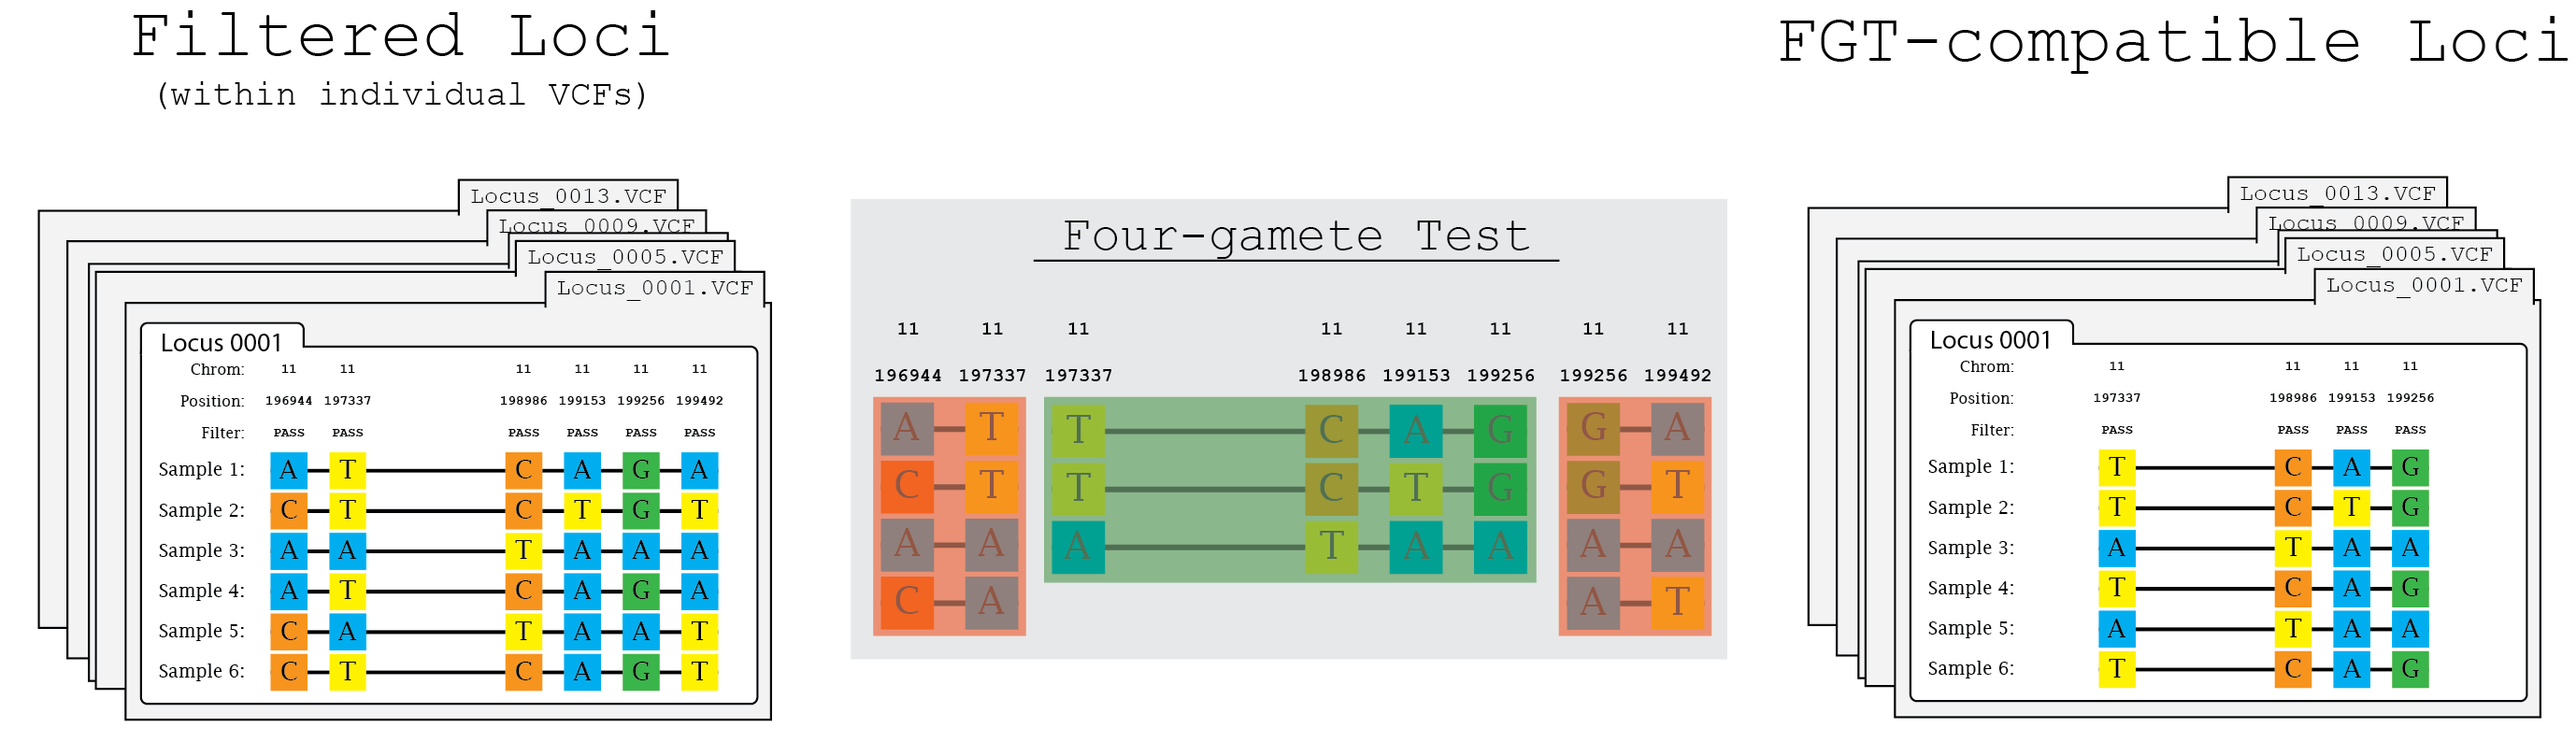 Filtered Loci
(within individual VCFs)
Locus_0013.VCF
Locus_0009.VCF
Locus_0005.VCF
Locus_0001.VCF
Locus 0001
Chrom: 11 11 11 11 11 11
Position: 196944 197337 198986 199153 199256 199492
Filter: PASS PASS PASS PASS PASS PASS
Sample 1: A T C A G A
Sample 2: C T C T G T
Sample 3: A A T A A A
Sample 4: A T C A G A
Sample 5: C A T A A T
Sample 6: C T C A G T
Four-gamete Test
11 11 11 11 11 11 11 11
196944 197337 197337 198986 199153 199256 199256 199492
A T T C A G G A
C T T C T G G T
A A A T A A A A
C A A T
FGT-compatible Loci
Locus_0013.VCF
Locus_0009.VCF
Locus_0005.VCF
Locus_0001.VCF
Locus 0001
Chrom: 11 11 11 11
Position: 197337 198986 199153 199256
Filter: PASS PASS PASS PASS
Sample 1: T C A G
Sample 2: T C T G
Sample 3: A T A A
Sample 4: T C A G
Sample 5: A T A A
Sample 6: T C A G